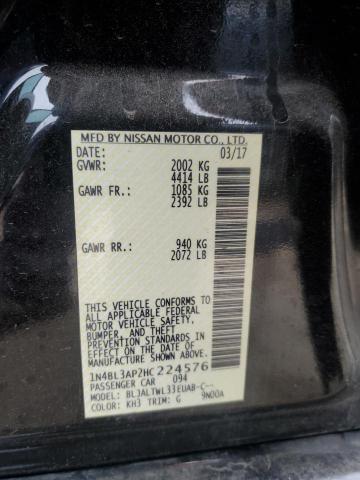 MFD BY NISSAN MOTOR CO., LTD.
DATE: 03/17
GVWR: 2002 KG
4414 LB
GAWR FR: 1085 KG
2392 LB
GAWR RR: 940 KG
2072 LB
THIS VEHICLE CONFORMS TO
ALL APPLICABLE FEDERAL
MOTOR VEHICLE SAFETY,
BUMPER, AND THEFT
PREVENTION STANDARDS IN
EFFECT ON THE DATE OF
MANUFACTURE SHOWN ABOVE.
1N4BL3AP2HC 224576
PASSENGER CAR 094
MODEL: BLJALTWL33EUAB-C--
COLOR: KH3 TRIM: G 9N00A